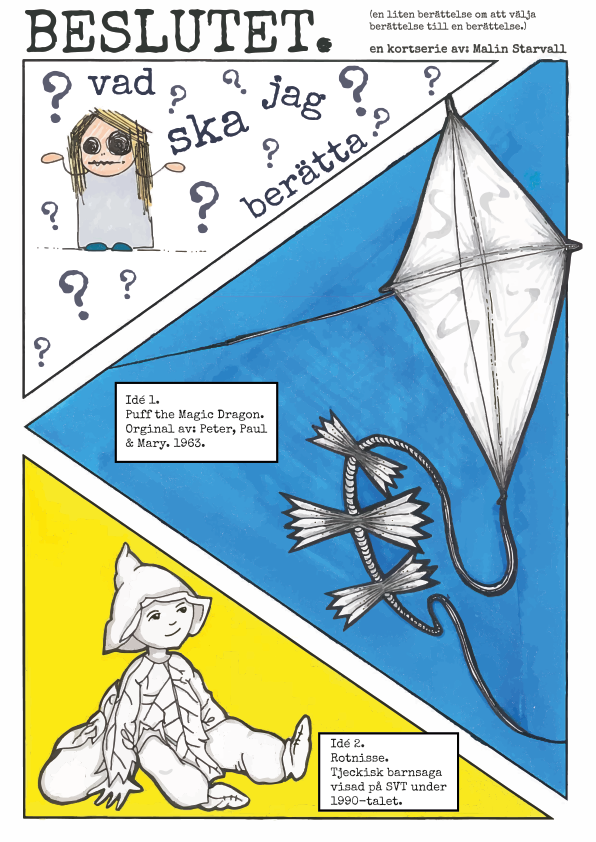 BESLUTET.
(en liten berättelse om att välja
berättelse till en berättelse.)
en kortserie av: Malin Starvall
? vad ? ? jag ? ?
ska ?
? ? berätta
? ?
? ?
?
Idé 1.
Puff the Magic Dragon.
Orginal av: Peter, Paul
& Mary. 1963.
Idé 2.
Rotnisse.
Tjeckisk barnsaga
visad på SVT under
1990-talet.